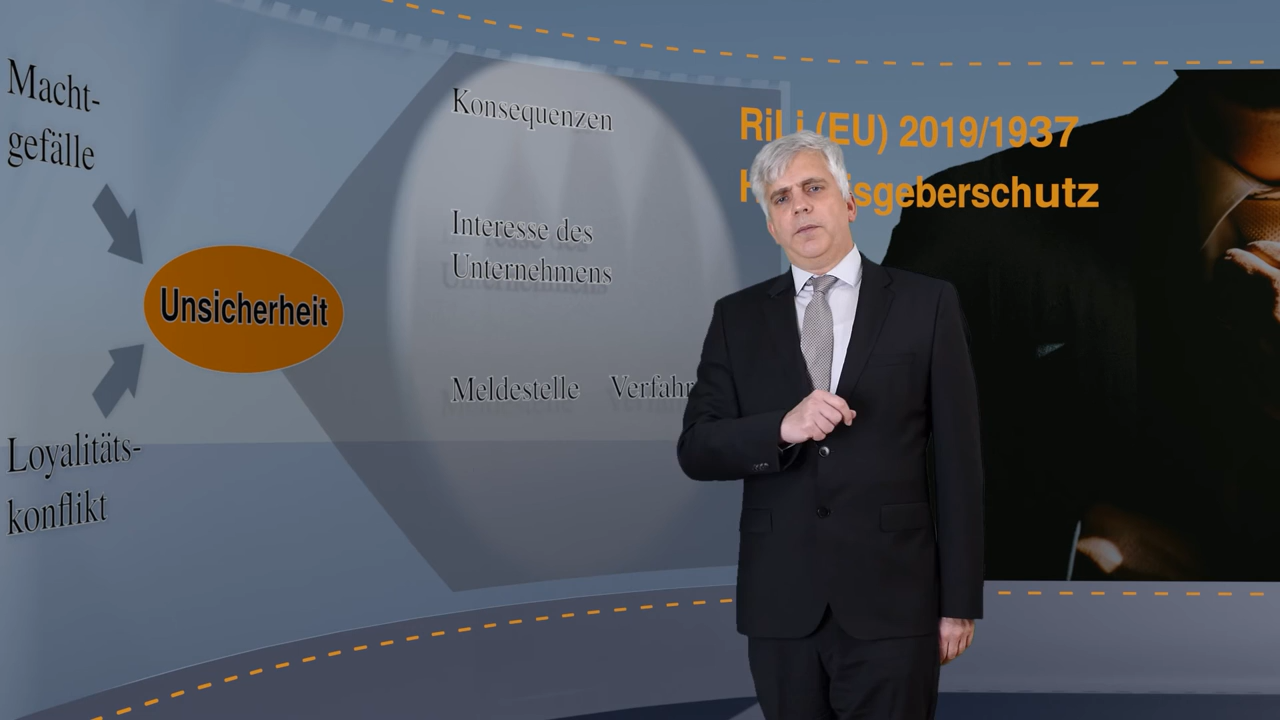 Macht-
gefälle
Unsicherheit
Loyalitäts-
konflikt
Konsequenzen
Interesse des
Unternehmens
Meldestelle
RiLi (EU) 2019/1937